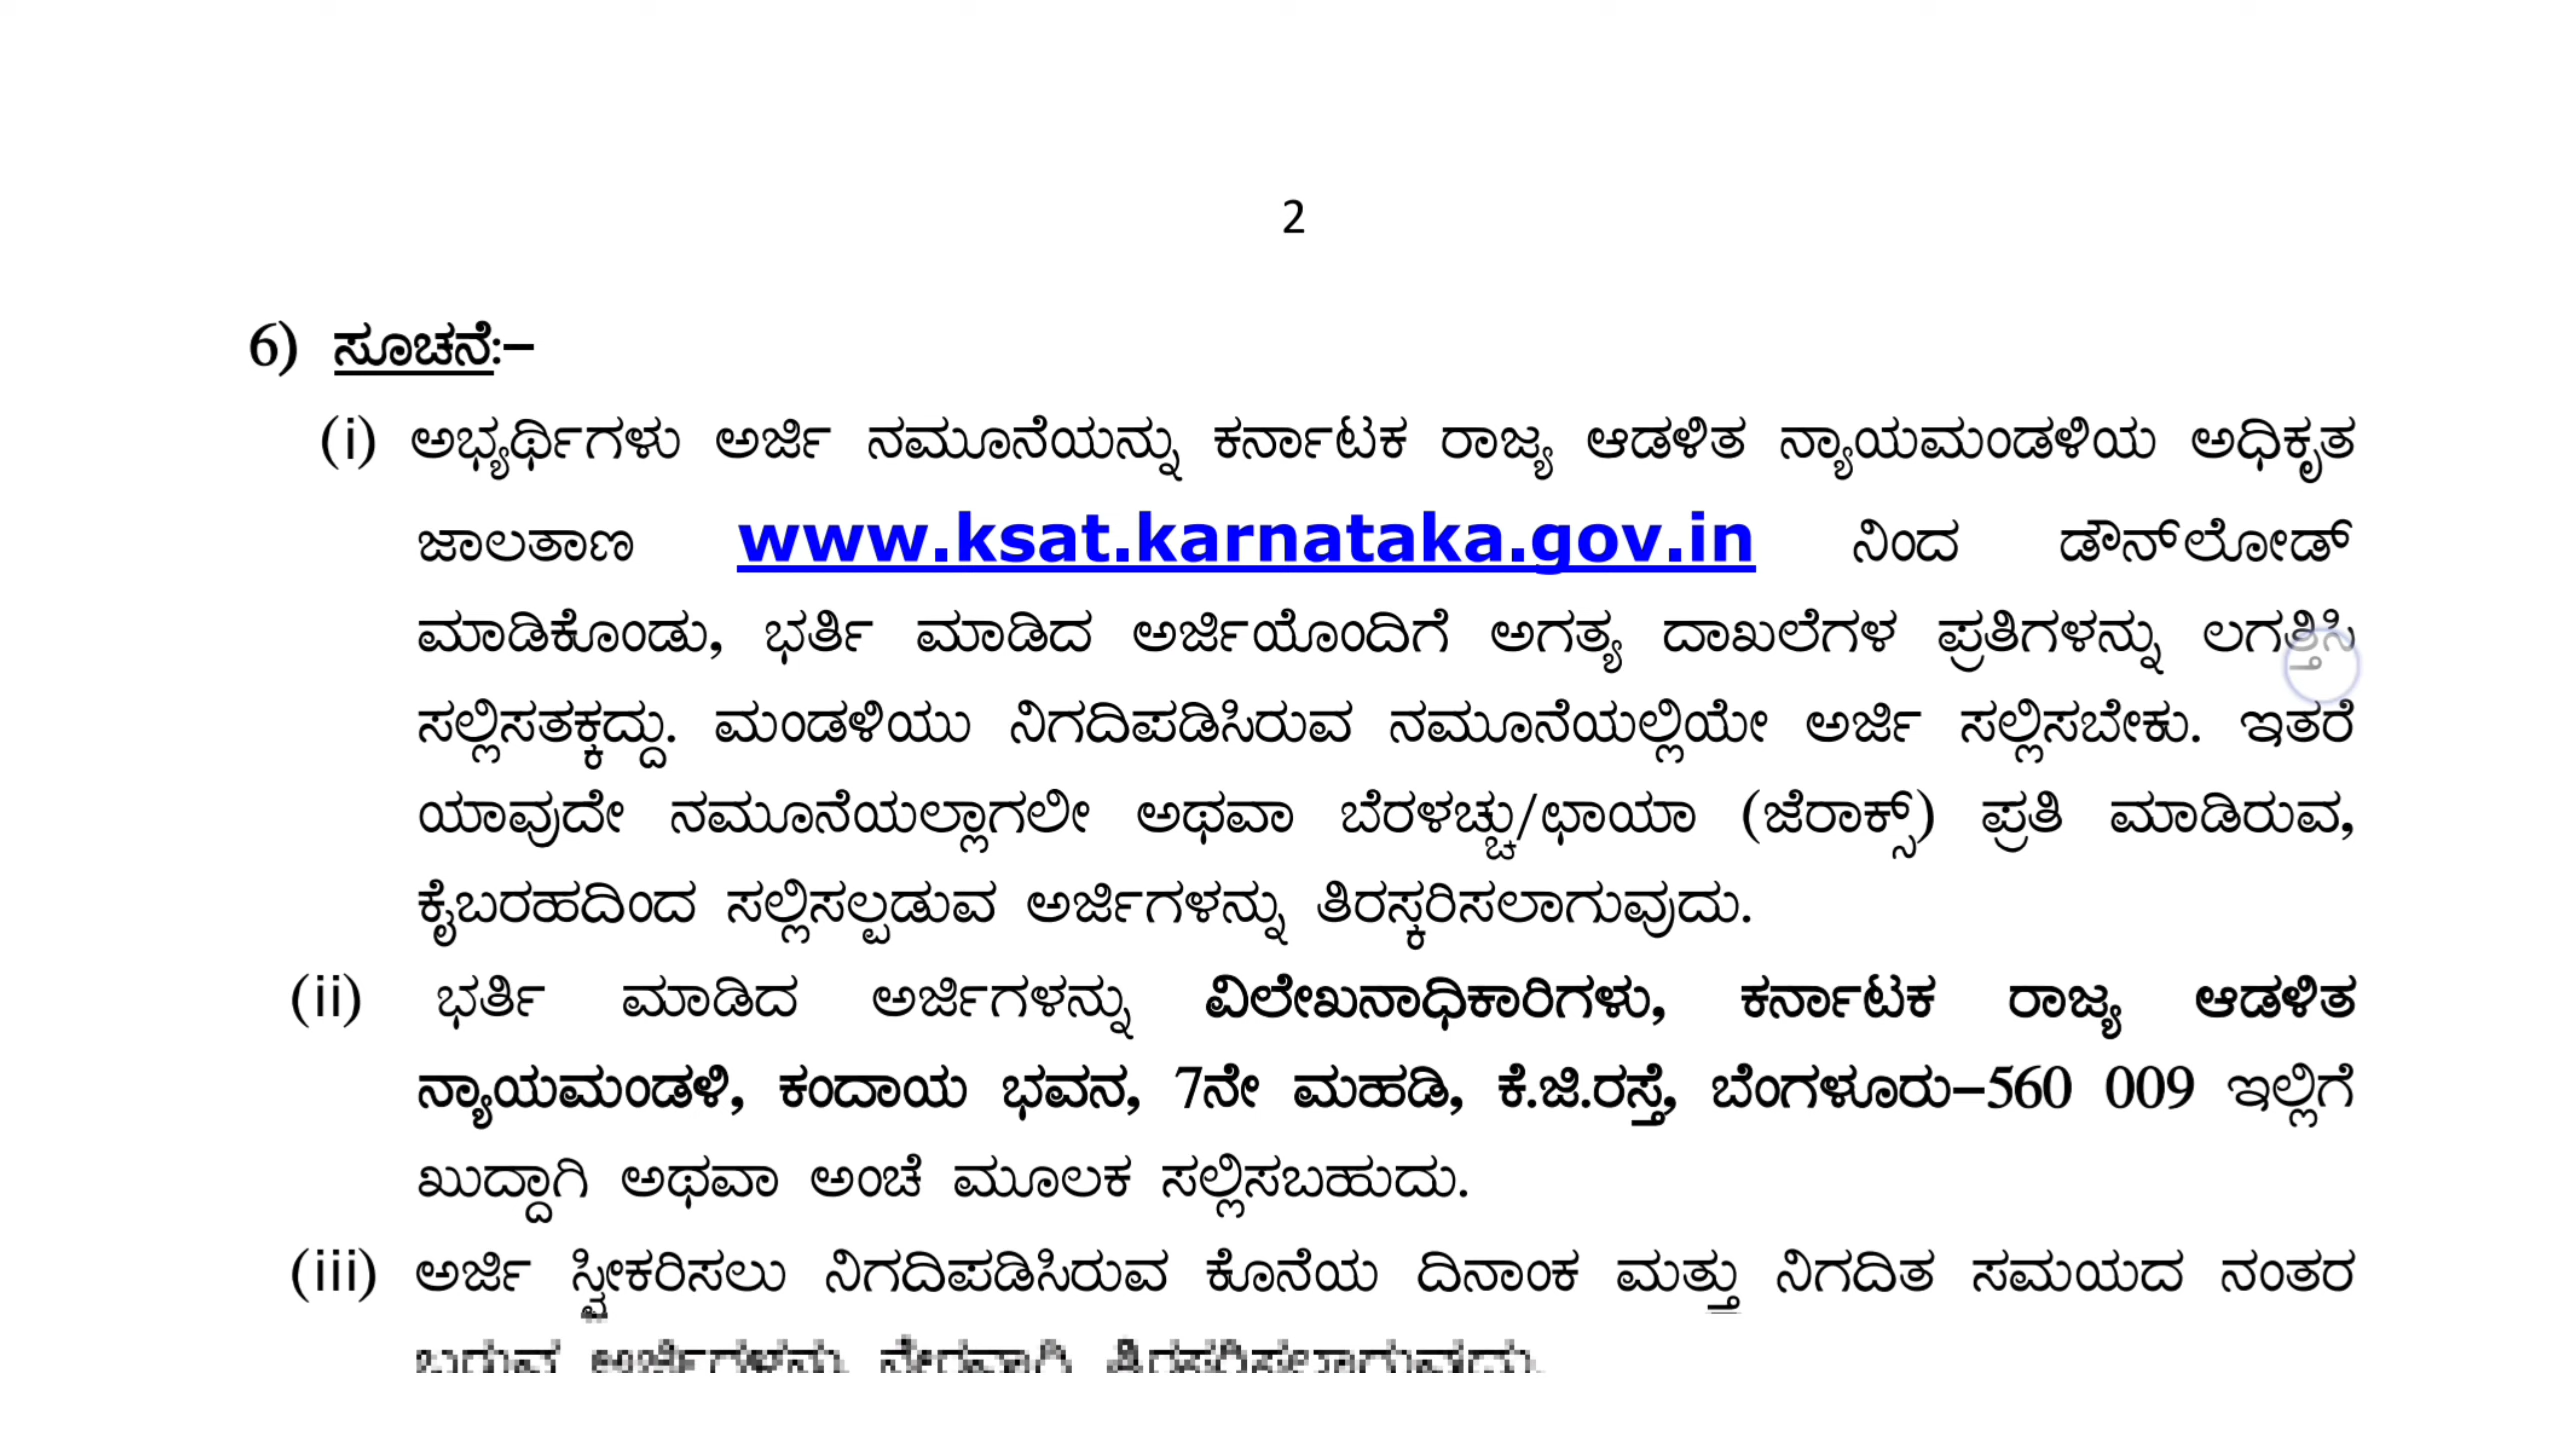 2
6) ಸೂಚನೆ:–
(i) ಅಭ್ಯರ್ಥಿಗಳು ಅರ್ಜಿ ನಮೂನೆಯನ್ನು ಕರ್ನಾಟಕ ರಾಜ್ಯ ಆಡಳಿತ ನ್ಯಾಯಮಂಡಳಿಯ ಅಧಿಕೃತ
ಜಾಲತಾಣ www.ksat.karnataka.gov.in ನಿಂದ ಡೌನ್‌ಲೋಡ್
ಮಾಡಿಕೊಂಡು, ಭರ್ತಿ ಮಾಡಿದ ಅರ್ಜಿಯೊಂದಿಗೆ ಅಗತ್ಯ ದಾಖಲೆಗಳ ಪ್ರತಿಗಳನ್ನು ಲಗತ್ತಿಸಿ
ಸಲ್ಲಿಸತಕ್ಕದ್ದು. ಮಂಡಳಿಯು ನಿಗದಿಪಡಿಸಿರುವ ನಮೂನೆಯಲ್ಲಿಯೇ ಅರ್ಜಿ ಸಲ್ಲಿಸಬೇಕು. ಇತರೆ
ಯಾವುದೇ ನಮೂನೆಯಲ್ಲಾಗಲೀ ಅಥವಾ ಬೆರಳಚ್ಚು/ಛಾಯಾ (ಜೆರಾಕ್ಸ್) ಪ್ರತಿ ಮಾಡಿರುವ,
ಕೈಬರಹದಿಂದ ಸಲ್ಲಿಸಲ್ಪಡುವ ಅರ್ಜಿಗಳನ್ನು ತಿರಸ್ಕರಿಸಲಾಗುವುದು.
(ii) ಭರ್ತಿ ಮಾಡಿದ ಅರ್ಜಿಗಳನ್ನು ವಿಲೇಖನಾಧಿಕಾರಿಗಳು, ಕರ್ನಾಟಕ ರಾಜ್ಯ ಆಡಳಿತ
ನ್ಯಾಯಮಂಡಳಿ, ಕಂದಾಯ ಭವನ, 7ನೇ ಮಹಡಿ, ಕೆ.ಜಿ.ರಸ್ತೆ, ಬೆಂಗಳೂರು–560 009 ಇಲ್ಲಿಗೆ
ಖುದ್ದಾಗಿ ಅಥವಾ ಅಂಚೆ ಮೂಲಕ ಸಲ್ಲಿಸಬಹುದು.
(iii) ಅರ್ಜಿ ಸ್ವೀಕರಿಸಲು ನಿಗದಿಪಡಿಸಿರುವ ಕೊನೆಯ ದಿನಾಂಕ ಮತ್ತು ನಿಗದಿತ ಸಮಯದ ನಂತರ